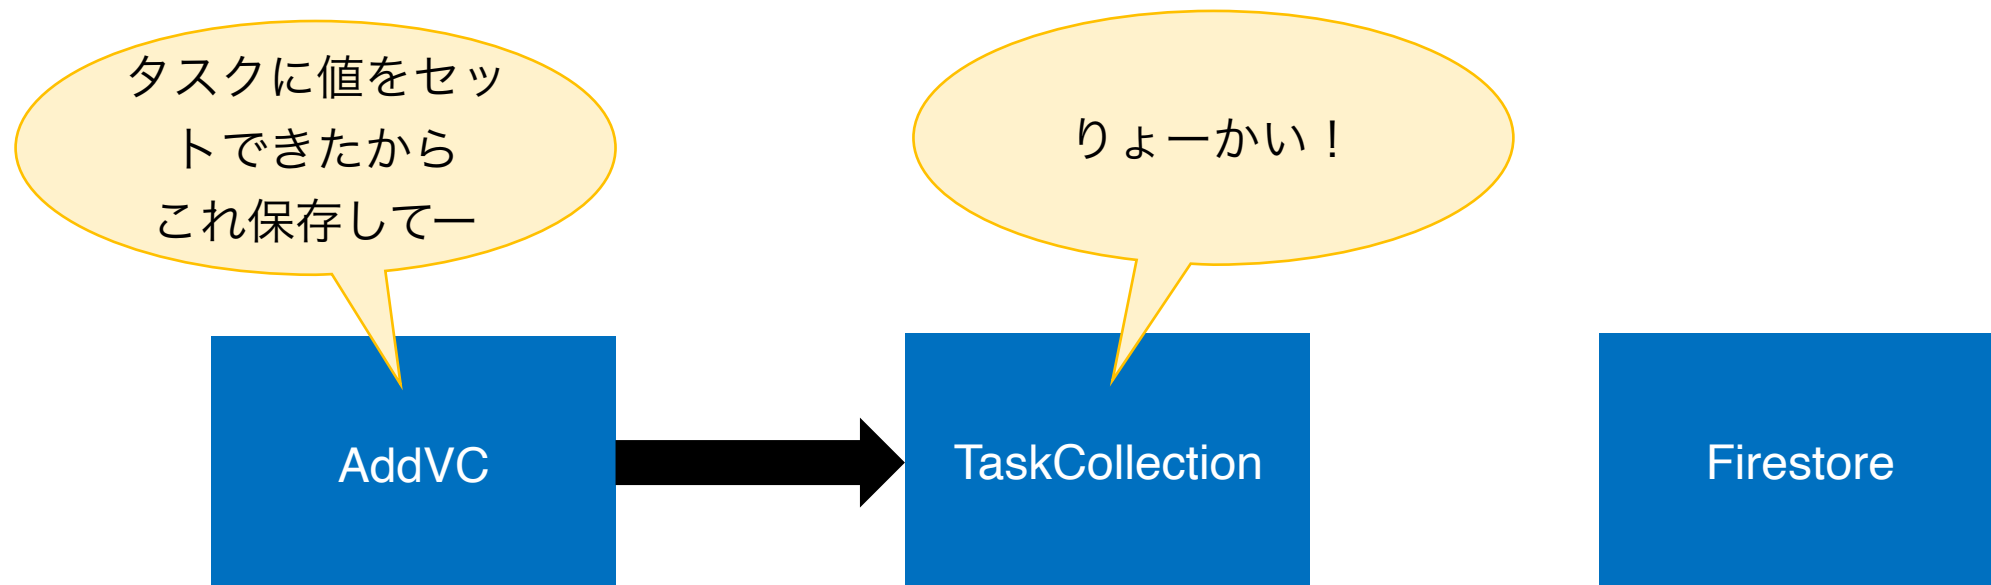 タスクに値をセッ
トできたから
これ保存してー
りょーかい！
AddVC
TaskCollection
Firestore